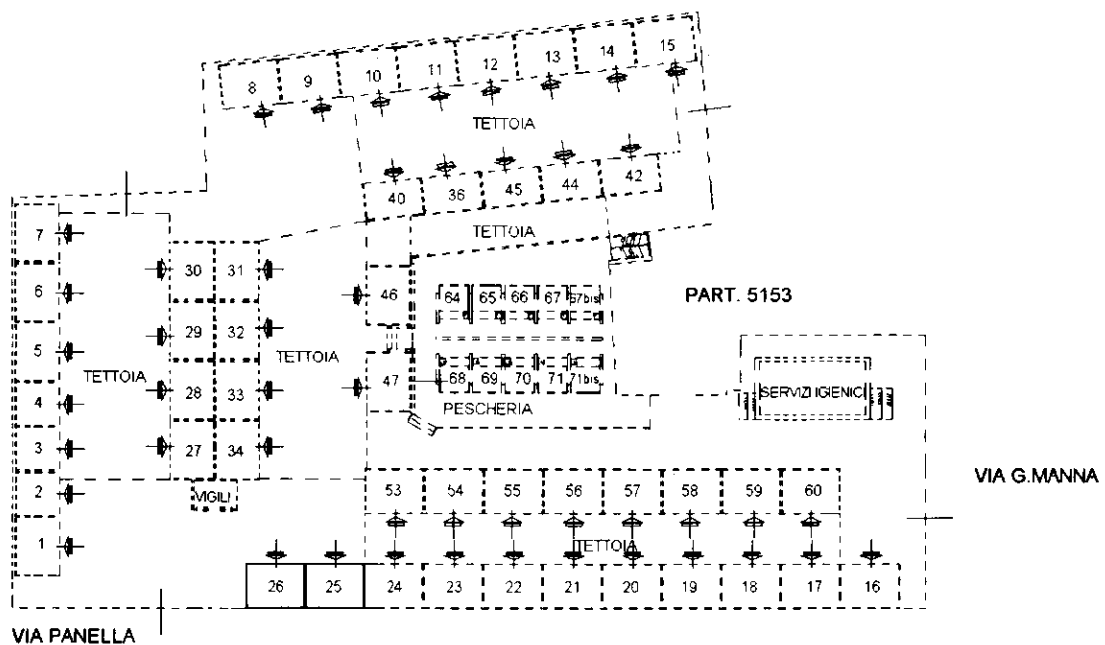 8 9 10 11 12 13 14 15
TETTOIA
40 36 45 44 42
TETTOIA
7
6
5
4
3
2
1
TETTOIA
30 31
29 32
28 33
27 34
VIGILI
TETTOIA
46
47
64 65 66 67 67bis
68 69 70 71 71bis
PESCHERIA
PART. 5153
SERVIZI IGIENICI
VIA G.MANNA
53 54 55 56 57 58 59 60
TETTOIA
26 25 24 23 22 21 20 19 18 17 16
VIA PANELLA